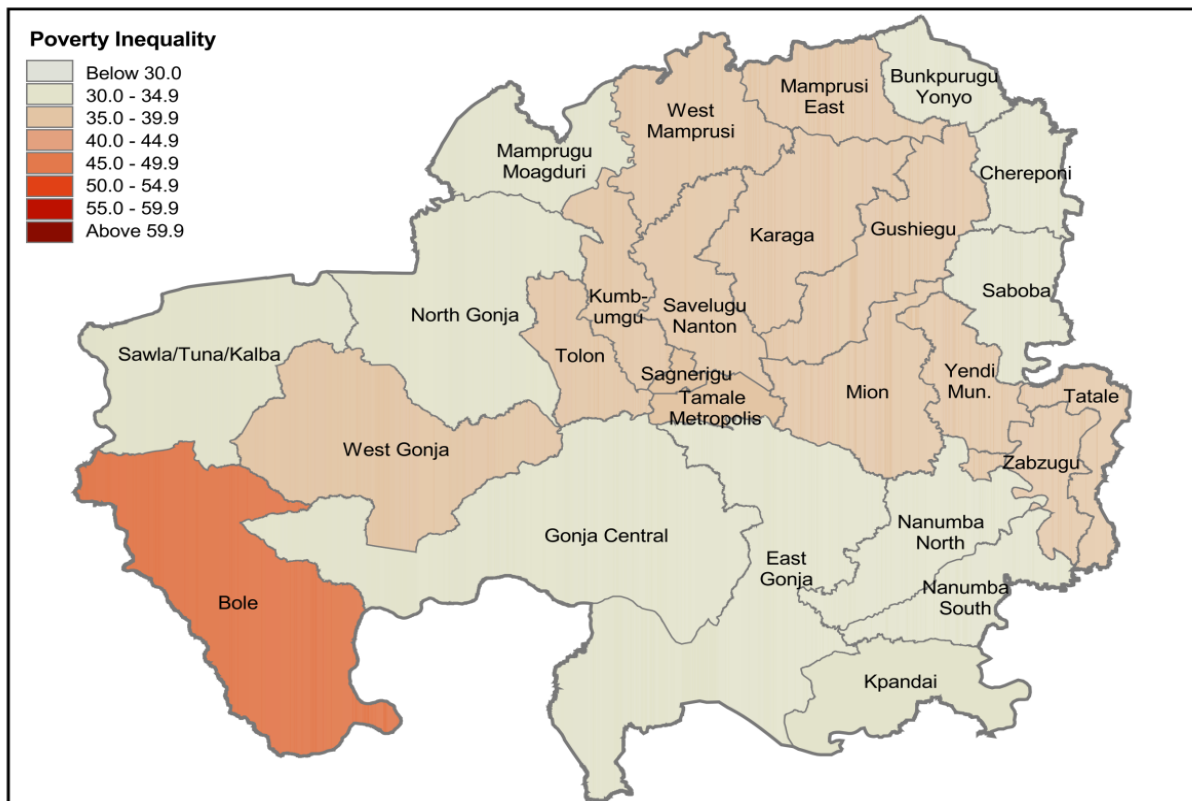 Poverty Inequality
Below 30.0
30.0 - 34.9
35.0 - 39.9
40.0 - 44.9
45.0 - 49.9
50.0 - 54.9
55.0 - 59.9
Above 59.9
Bunkpurugu
Yonyo
Mamprusi
East
West
Mamprusi
Mamprugu
Moagduri
Chereponi
Karaga
Gushiegu
Saboba
North Gonja
Kumb-
umgu
Savelugu
Nanton
Sawla/Tuna/Kalba
Tolon
Sagnerigu
Mion
Yendi
Mun.
Tatale
Tamale
Metropolis
West Gonja
Zabzugu
Gonja Central
Nanumba
North
East
Gonja
Nanumba
South
Bole
Kpandai